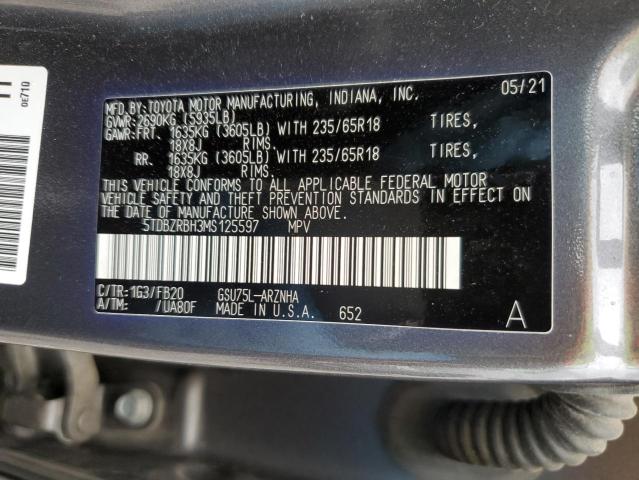 MFD.BY:TOYOTA MOTOR MANUFACTURING, INDIANA, INC. 05/21
GVWR:2690KG (5935LB)
GAWR:FRT. 1635KG (3605LB) WITH 235/65R18 TIRES,
18X8J RIMS.
RR. 1635KG (3605LB) WITH 235/65R18 TIRES,
18X8J RIMS.
THIS VEHICLE CONFORMS TO ALL APPLICABLE FEDERAL MOTOR
VEHICLE SAFETY AND THEFT PREVENTION STANDARDS IN EFFECT ON
THE DATE OF MANUFACTURE SHOWN ABOVE.
5TDBZRBH3MS125597 MPV
C/TR:1G3/FB20 GSU75L-ARZNHA
A/TM: /UA80F MADE IN U.S.A. 652 A
0E710